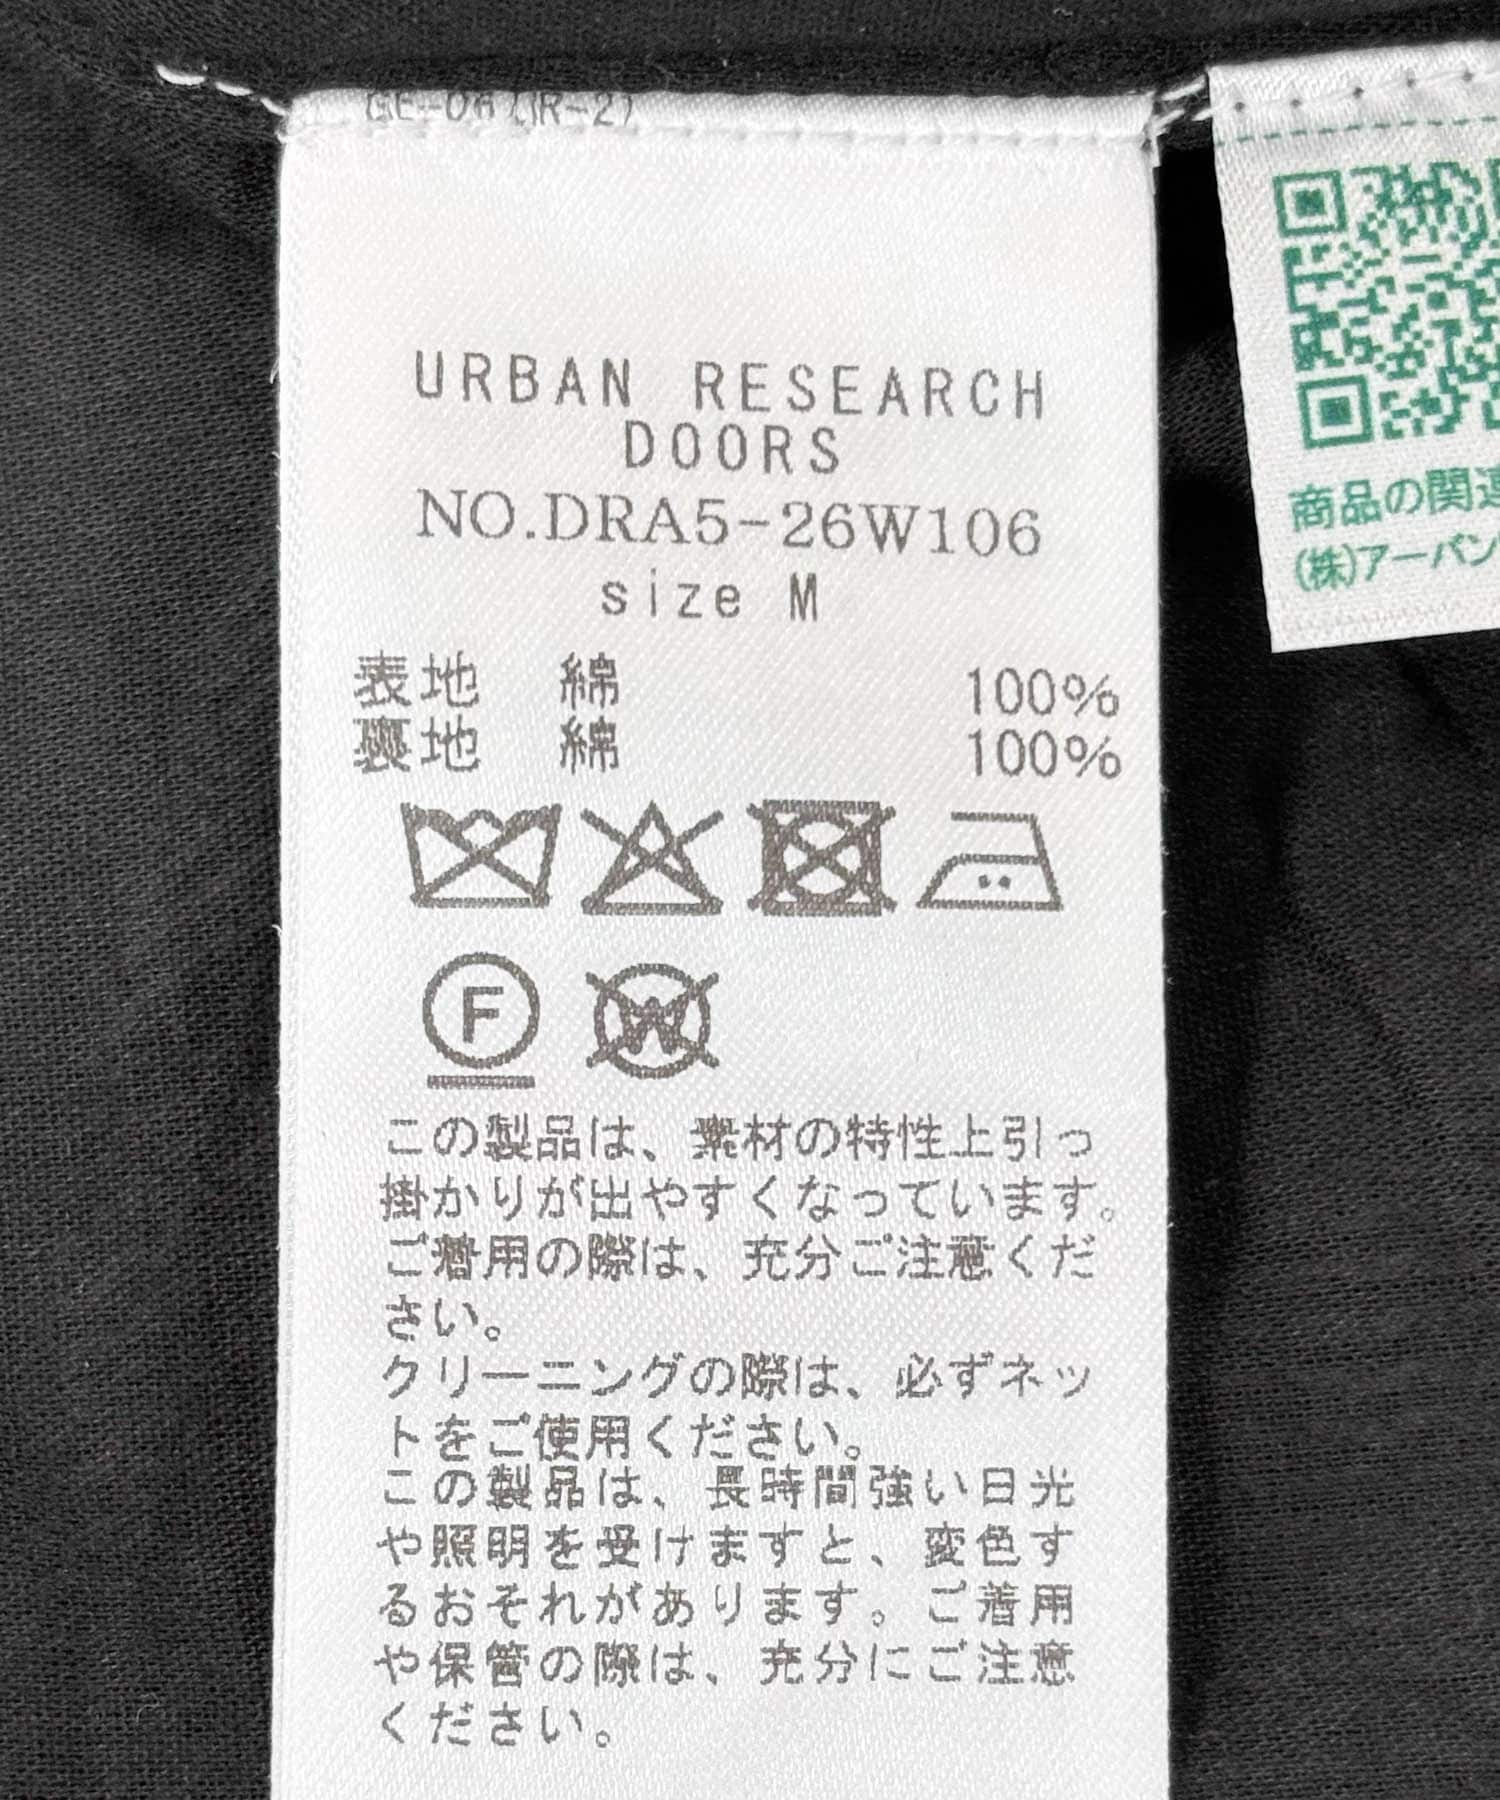 GE-06 (JR-2)
URBAN RESEARCH
DOORS
NO.DRA5-26W106
size M
表地 綿 100%
裏地 綿 100%
F
W
この製品は、素材の特性上引っ
掛かりが出やすくなっています。
ご着用の際は、充分ご注意くだ
さい。
クリーニングの際は、必ずネッ
トをご使用ください。
この製品は、長時間強い日光
や照明を受けますと、変色す
るおそれがあります。ご着用
や保管の際は、充分にご注意
ください。
商品の関連
(株)アーバン